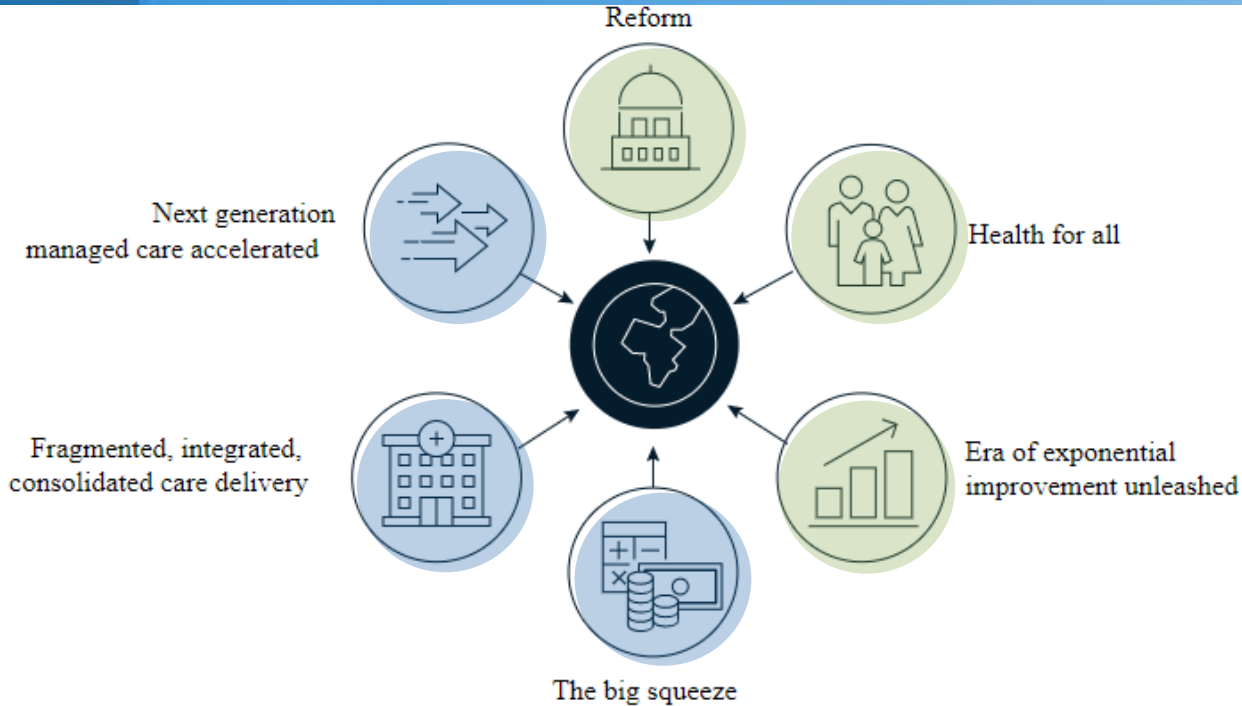 Reform
Next generation
managed care accelerated
Health for all
Fragmented, integrated,
consolidated care delivery
Era of exponential
improvement unleashed
The big squeeze